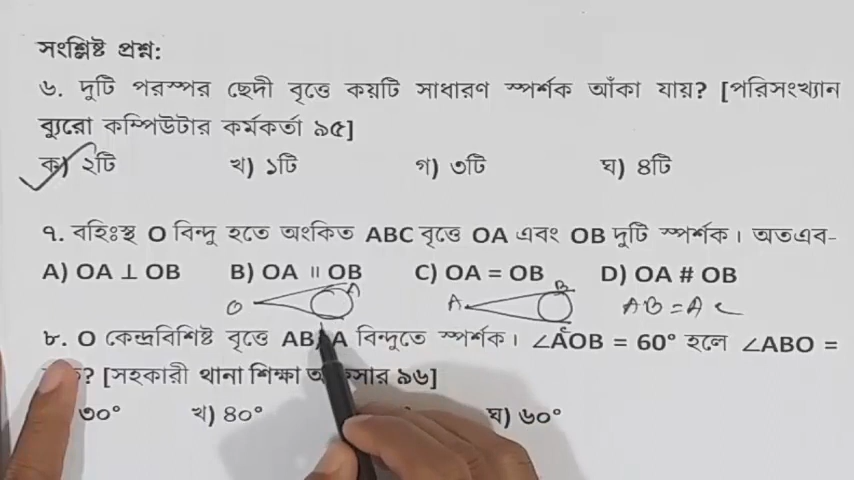 সংশ্লিষ্ট প্রশ্ন:
৬. দুটি পরস্পর ছেদী বৃত্তে কয়টি সাধারণ স্পর্শক আঁকা যায়? [পরিসংখ্যান
ব্যুরো কম্পিউটার কর্মকর্তা ৯৫]
ক) ২টি খ) ১টি গ) ৩টি ঘ) ৪টি
৭. বহিঃস্থ O বিন্দু হতে অংকিত ABC বৃত্তে OA এবং OB দুটি স্পর্শক। অতএব-
A) OA ⊥ OB B) OA || OB C) OA = OB D) OA # OB
O A A B C AB = AC
৮. O কেন্দ্রবিশিষ্ট বৃত্তে AB, A বিন্দুতে স্পর্শক। ∠AOB = 60° হলে ∠ABO =
? [সহকারী থানা শিক্ষা ৯৬]
৩০° খ) ৪০° ঘ) ৬০°